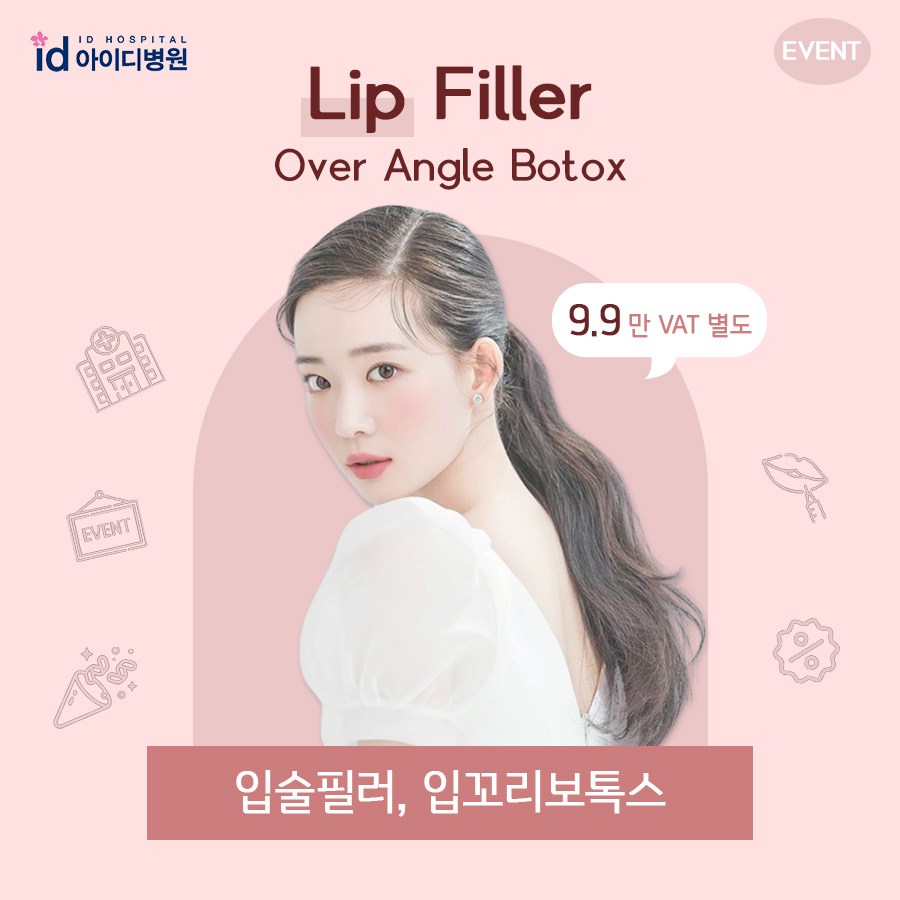 ID HOSPITAL
id 아이디병원
EVENT
Lip Filler
Over Angle Botox
9.9만 VAT 별도
EVENT
입술필러, 입꼬리보톡스